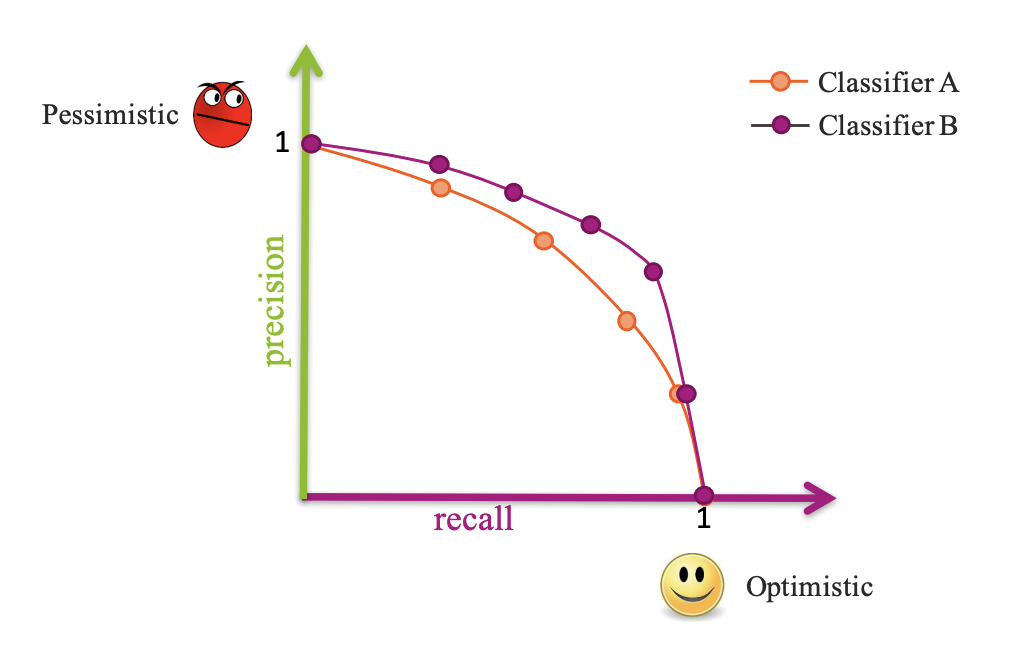 Classifier A
Pessimistic
Classifier B
1
precision
recall
1
Optimistic